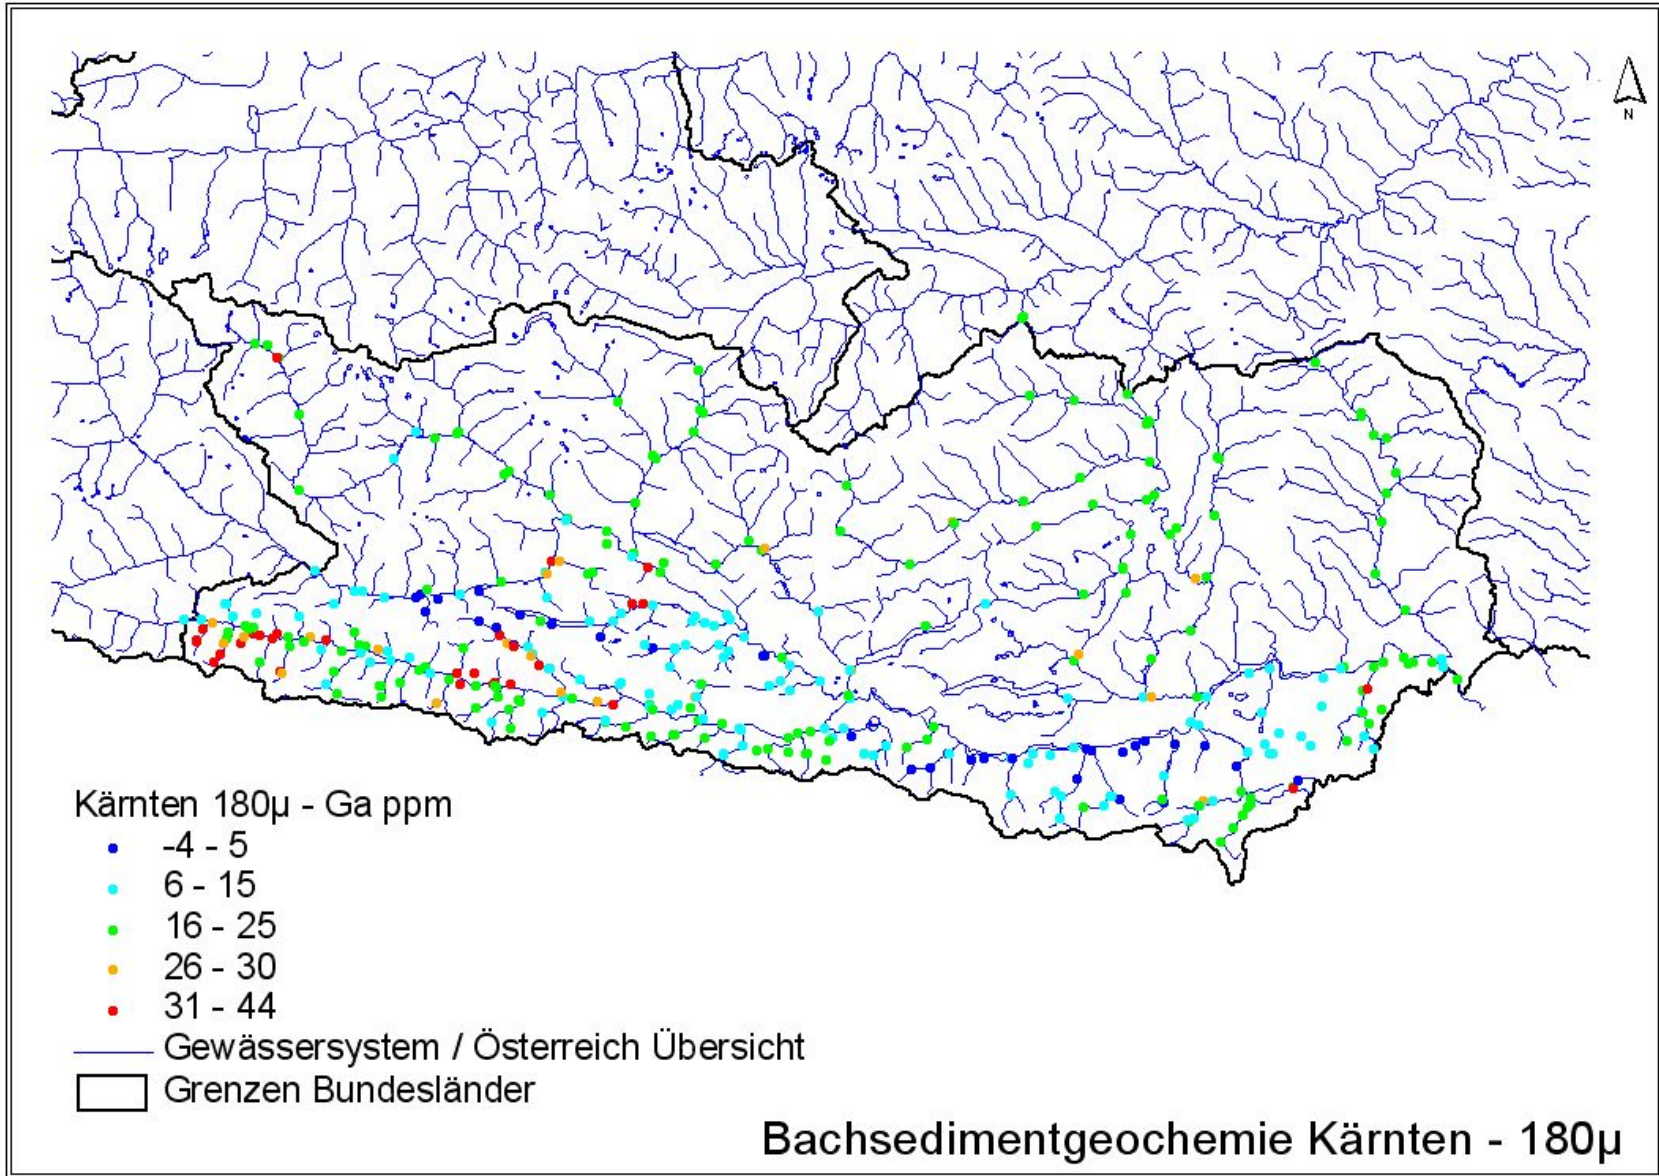 N
Kärnten 180µ - Ga ppm
-4 - 5
6 - 15
16 - 25
26 - 30
31 - 44
Gewässersystem / Österreich Übersicht
Grenzen Bundesländer
Bachsedimentgeochemie Kärnten - 180µ